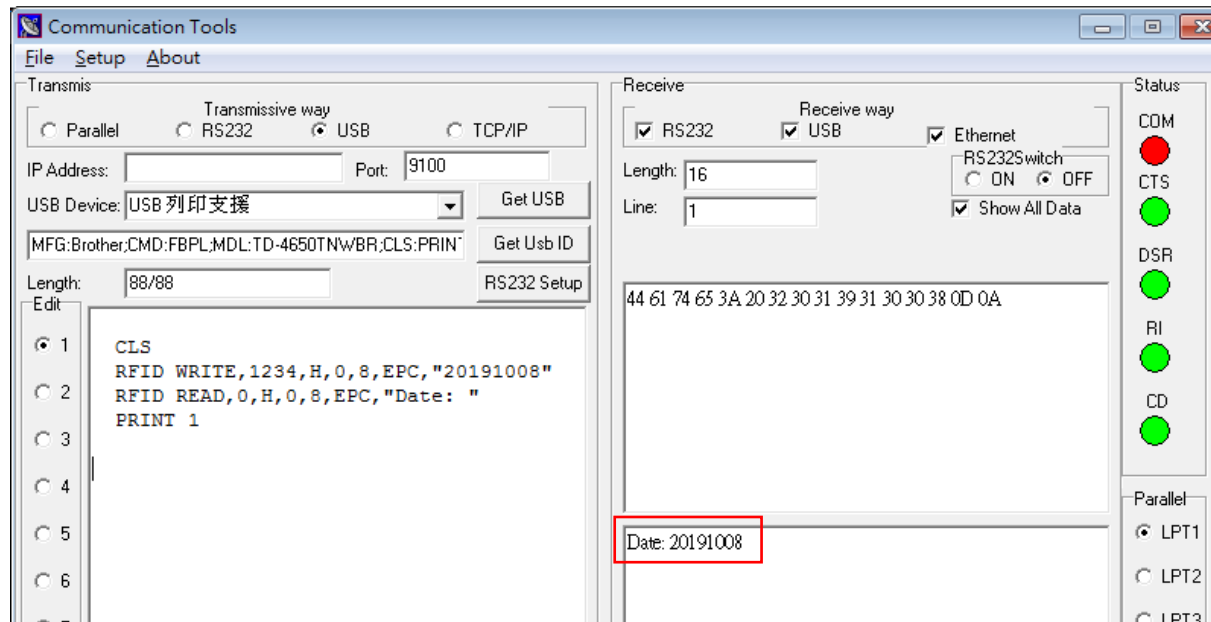 Communication Tools
File Setup About
Transmis
Transmissive way
Parallel RS232 USB TCP/IP
IP Address: Port: 9100
USB Device: USB 列印支援 Get USB
MFG:Brother;CMD:FBPL;MDL:TD-4650TNWBR;CLS:PRIN Get Usb ID
Length: 88/88 RS232 Setup
Edit
1
2
3
4
5
6
CLS
RFID WRITE,1234,H,0,8,EPC,"20191008"
RFID READ,0,H,0,8,EPC,"Date: "
PRINT 1
Receive
Receive way
RS232 USB Ethernet
Length: 16
RS232Switch
ON OFF
Line: 1
Show All Data
44 61 74 65 3A 20 32 30 31 39 31 30 30 38 0D 0A
Date: 20191008
Status
COM
CTS
DSR
RI
CD
Parallel
LPT1
LPT2
LPT3